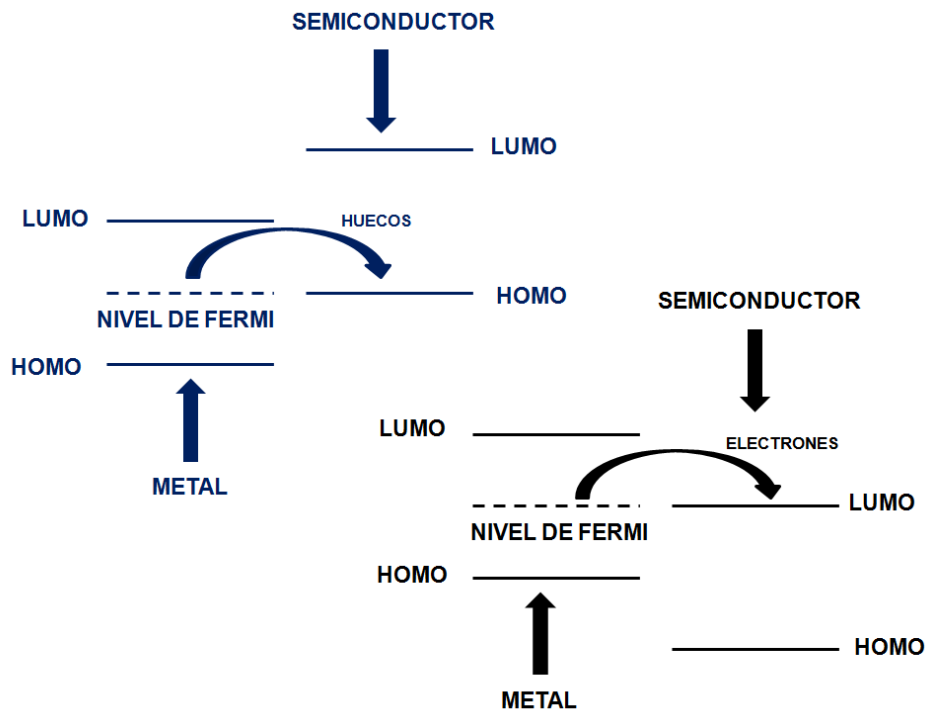 SEMICONDUCTOR
LUMO
LUMO
HUECOS
HOMO
NIVEL DE FERMI
HOMO
METAL
SEMICONDUCTOR
LUMO
ELECTRONES
LUMO
NIVEL DE FERMI
HOMO
HOMO
METAL